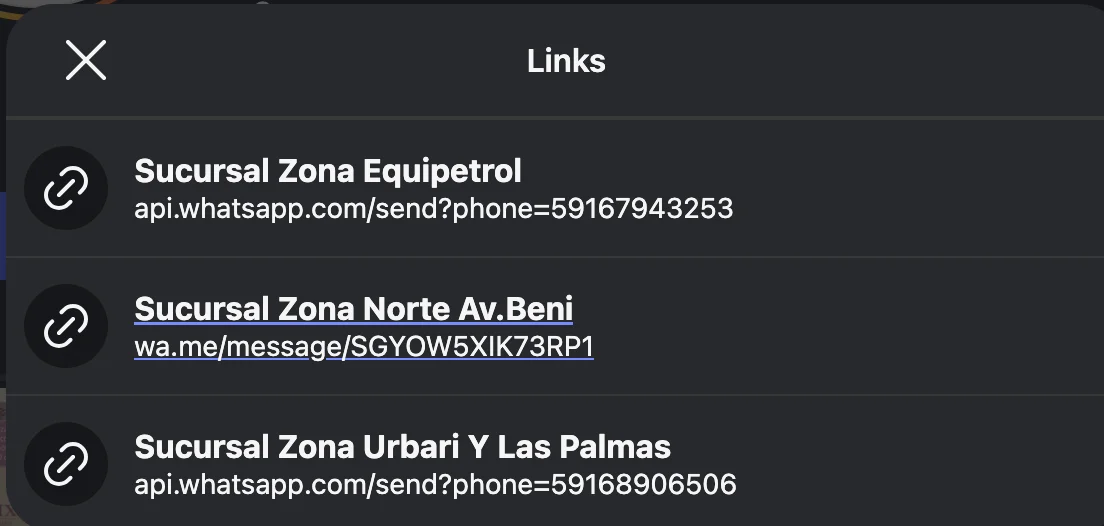 Links
Sucursal Zona Equipetrol
api.whatsapp.com/send?phone=59167943253
Sucursal Zona Norte Av.Beni
wa.me/message/SGYOW5XIK73RP1
Sucursal Zona Urbari Y Las Palmas
api.whatsapp.com/send?phone=59168906506